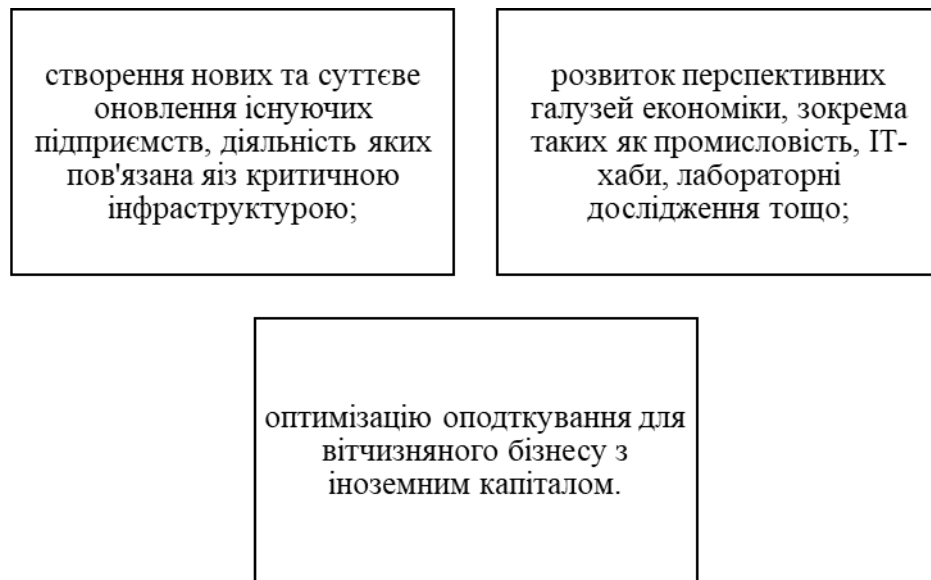 створення нових та суттєве
оновлення існуючих
підприємств, діяльність яких
пов'язана яіз критичною
інфраструктурою;
розвиток перспективних
галузей економіки, зокрема
таких як промисловість, ІТ-
хаби, лабораторні
дослідження тощо;
оптимізацію оподткування для
вітчизняного бізнесу з
іноземним капіталом.